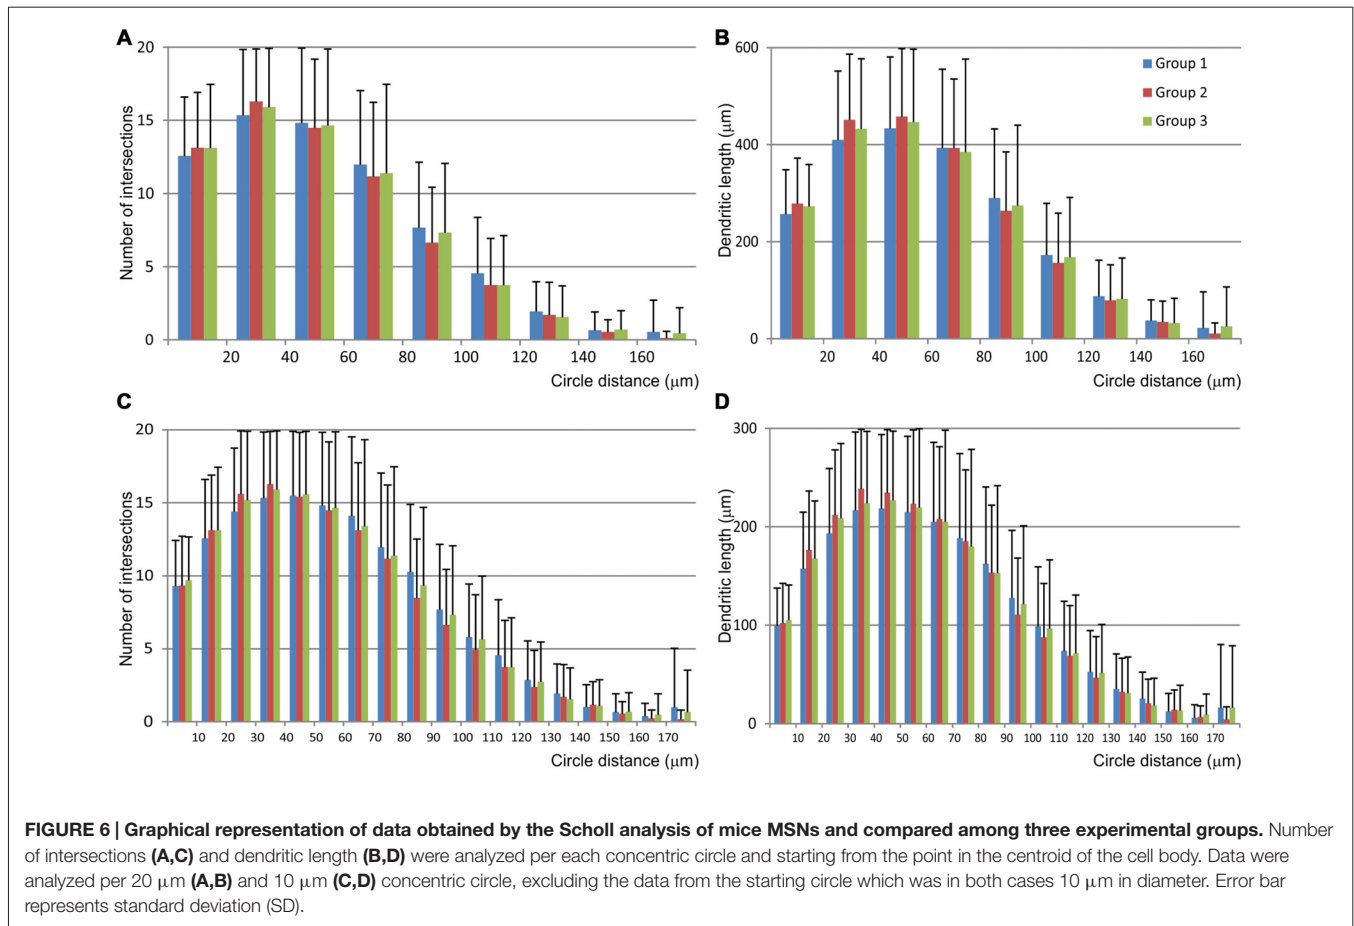 A
20
15
10
5
0
Number of intersections
20 40 60 80 100 120 140 160
Circle distance (µm)
B
600
400
200
0
Dendritic length (µm)
Group 1
Group 2
Group 3
20 40 60 80 100 120 140 160
Circle distance (µm)
C
20
15
10
5
0
Number of intersections
10 20 30 40 50 60 70 80 90 100 110 120 130 140 150 160 170
Circle distance (µm)
D
300
200
100
0
Dendritic length (µm)
10 20 30 40 50 60 70 80 90 100 110 120 130 140 150 160 170
Circle distance (µm)
FIGURE 6 | Graphical representation of data obtained by the Scholl analysis of mice MSNs and compared among three experimental groups. Number
of intersections (A,C) and dendritic length (B,D) were analyzed per each concentric circle and starting from the point in the centroid of the cell body. Data were
analyzed per 20 µm (A,B) and 10 µm (C,D) concentric circle, excluding the data from the starting circle which was in both cases 10 µm in diameter. Error bar
represents standard deviation (SD).